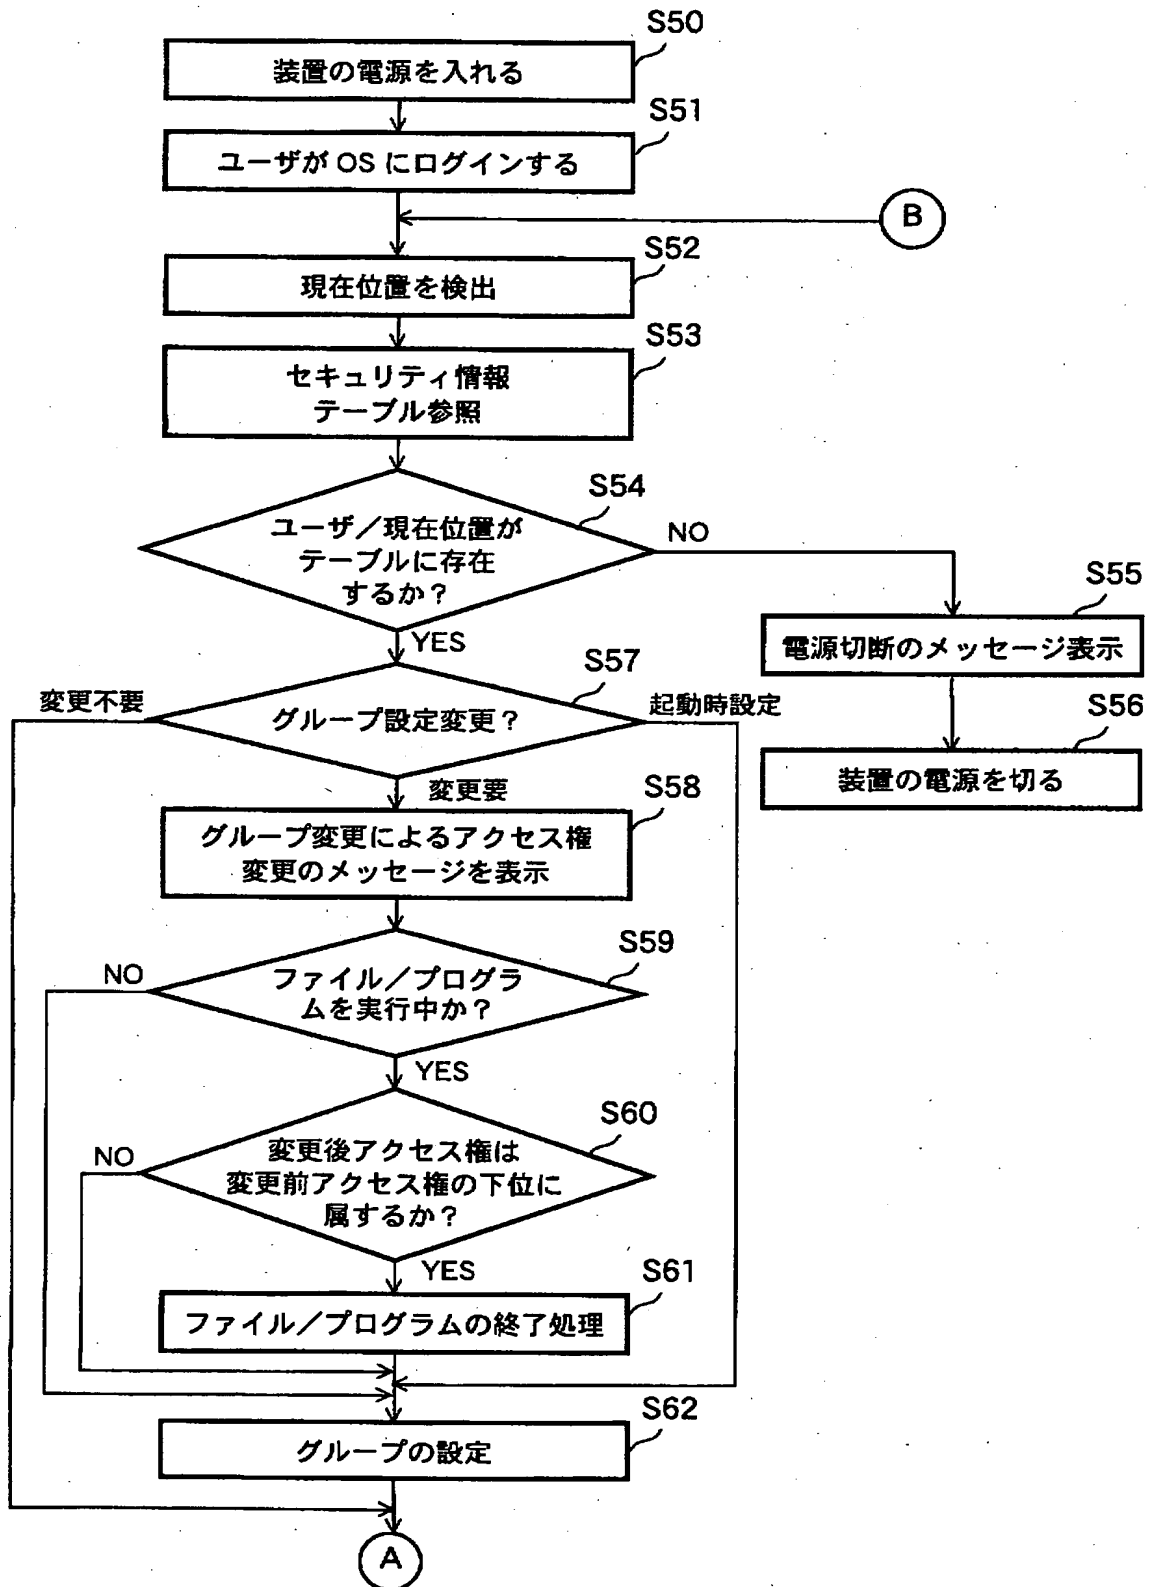 S50
装置の電源を入れる
S51
ユーザが OS にログインする
B
S52
現在位置を検出
S53
セキュリティ情報
テーブル参照
S54
ユーザ／現在位置が
テーブルに存在
するか？
NO
YES
S55
電源切断のメッセージ表示
S56
装置の電源を切る
S57
グループ設定変更？
変更不要
起動時設定
変更要
S58
グループ変更によるアクセス権
変更のメッセージを表示
S59
ファイル／プログラ
ムを実行中か？
NO
YES
S60
変更後アクセス権は
変更前アクセス権の下位に
属するか？
NO
YES
S61
ファイル／プログラムの終了処理
S62
グループの設定
A